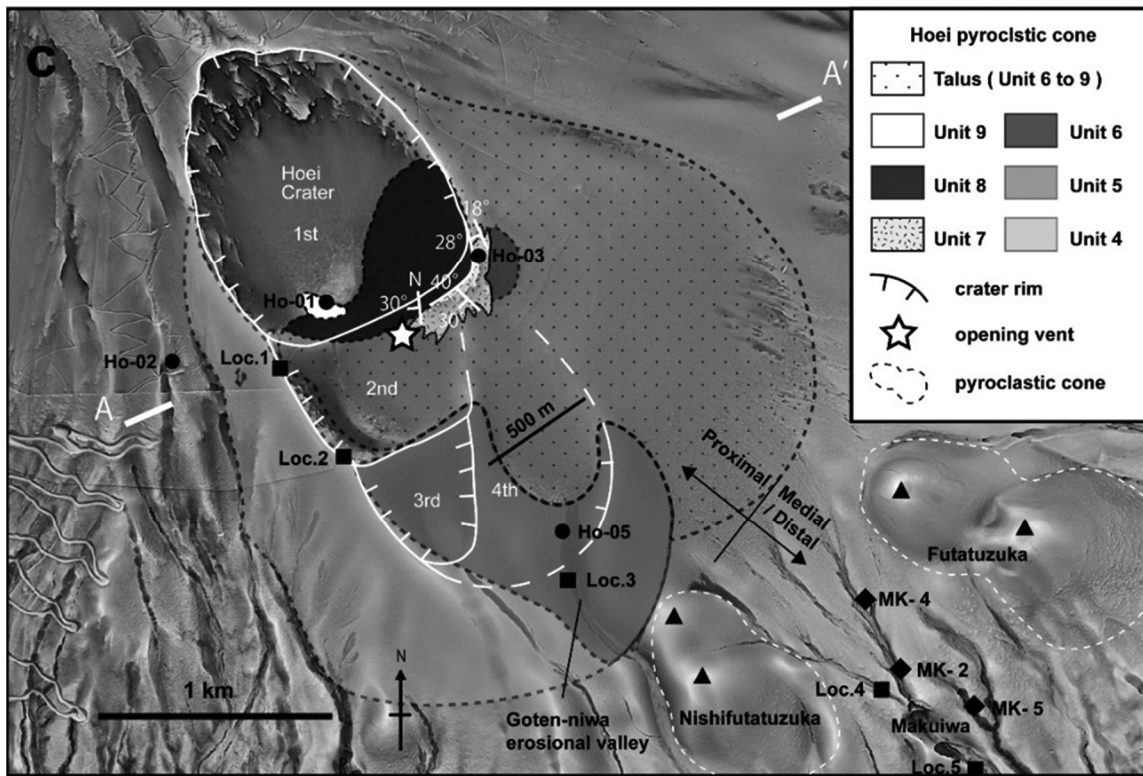 C
A'
Hoei
Crater
1st
18°
28°
Ho-03
N
40°
Ho-01
30°
30°
Ho-02
Loc.1
2nd
A
500 m
Loc.2
Proximal / Medial
/ Distal
3rd
4th
Ho-05
Futatuzuka
Loc.3
MK- 4
1 km
N
MK- 2
Loc.4
MK- 5
Goten-niwa
erosional valley
Nishifutatuzuka
Makuiwa
Loc.5
Hoei pyroclstic cone
Talus ( Unit 6 to 9 )
Unit 9
Unit 6
Unit 8
Unit 5
Unit 7
Unit 4
crater rim
opening vent
pyroclastic cone